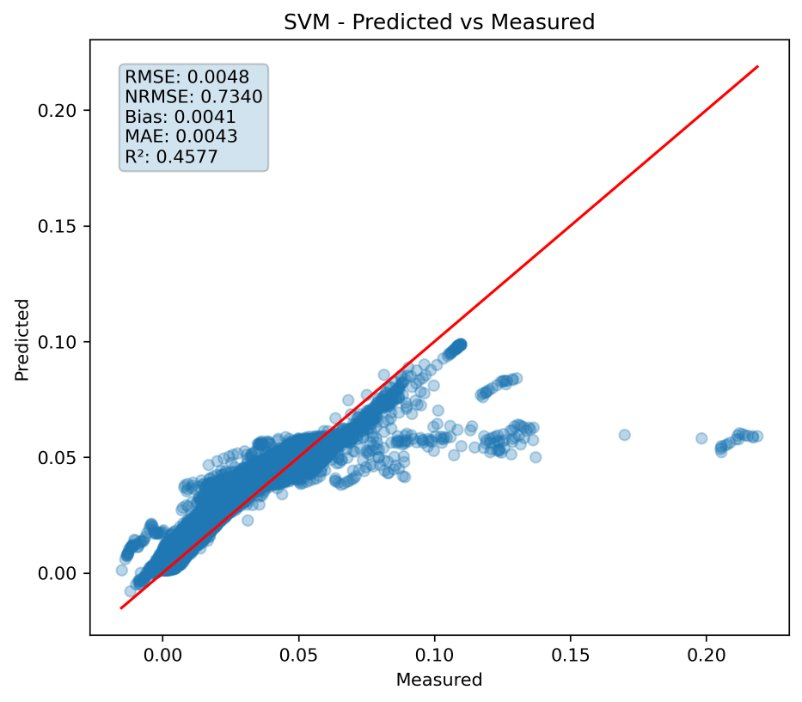 SVM - Predicted vs Measured
RMSE: 0.0048
NRMSE: 0.7340
Bias: 0.0041
MAE: 0.0043
R²: 0.4577
0.20
0.15
0.10
0.05
0.00
Predicted
0.00 0.05 0.10 0.15 0.20
Measured